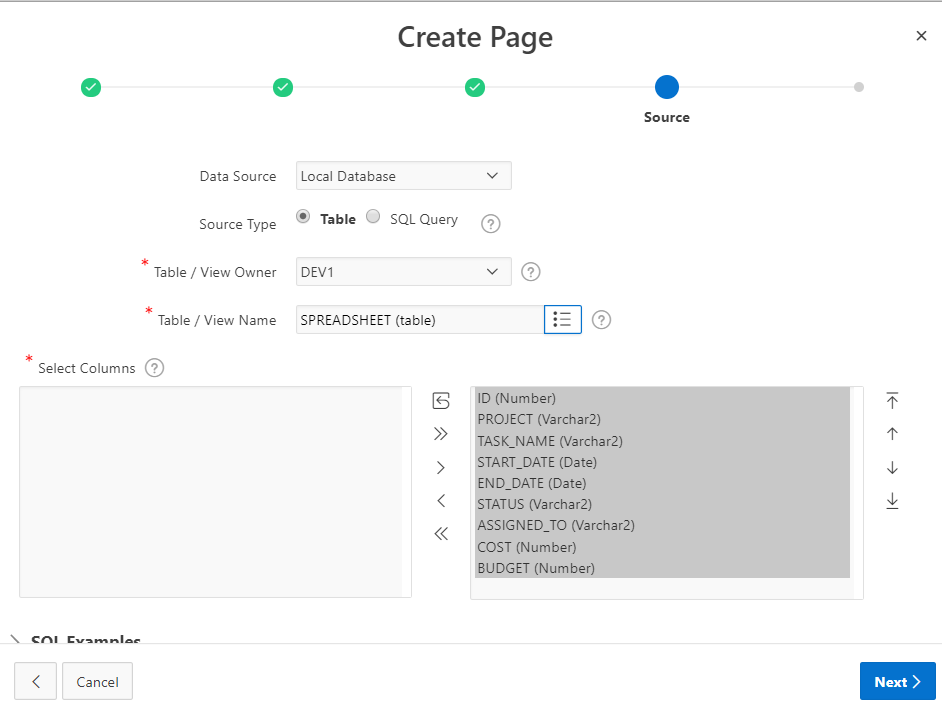 Create Page
Source
Data Source Local Database
Source Type Table SQL Query ?
* Table / View Owner DEV1 ?
* Table / View Name SPREADSHEET (table) ?
* Select Columns ?
ID (Number)
PROJECT (Varchar2)
TASK_NAME (Varchar2)
START_DATE (Date)
END_DATE (Date)
STATUS (Varchar2)
ASSIGNED_TO (Varchar2)
COST (Number)
BUDGET (Number)
SQL Examples
Cancel Next